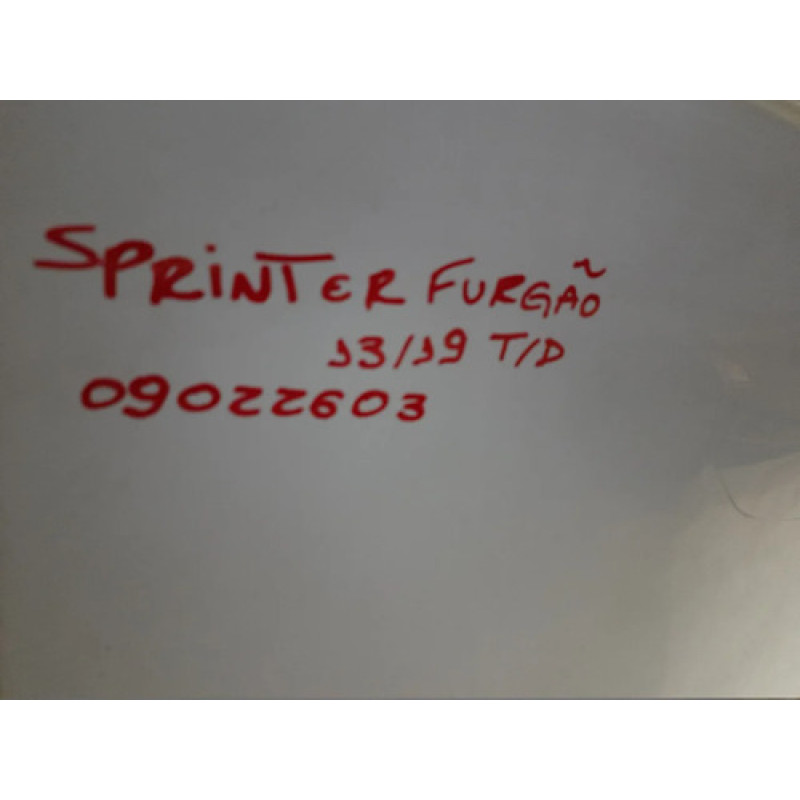 SPRINTER FURGÃO
13/19 T/D
09022603